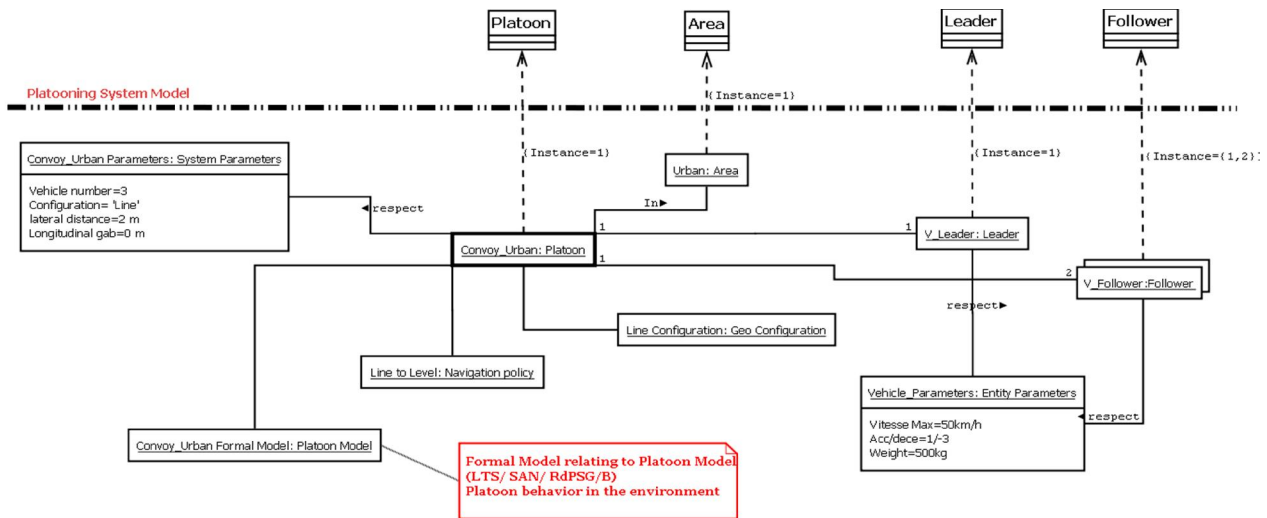 Platoon
Area
Leader
Follower
Platooning System Model
{Instance=1}
{Instance=1}
{Instance=1}
{Instance={1,2}}
Convoy_Urban Parameters: System Parameters
Vehicle number=3
Configuration= 'Line'
lateral distance=2 m
Longitudinal gab=0 m
Urban: Area
In
respect
1
1
V_Leader: Leader
Convoy_Urban: Platoon
1
2
V_Follower:Follower
respect
Line Configuration: Geo Configuration
Line to Level: Navigation policy
Vehicle_Parameters: Entity Parameters
respect
Vitesse Max=50km/h
Acc/dece=1/-3
Weight=500kg
Convoy_Urban Formal Model: Platoon Model
Formal Model relating to Platoon Model
(LTS/ SAN/ RdPSG/B)
Platoon behavior in the environment